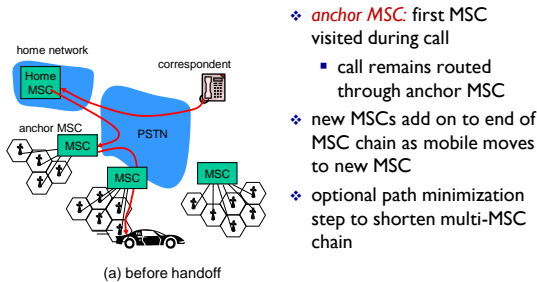 home network
correspondent
Home
MSC
PSTN
anchor MSC
MSC
MSC
MSC
(a) before handoff
anchor MSC: first MSC
visited during call
call remains routed
through anchor MSC
new MSCs add on to end of
MSC chain as mobile moves
to new MSC
optional path minimization
step to shorten multi-MSC
chain